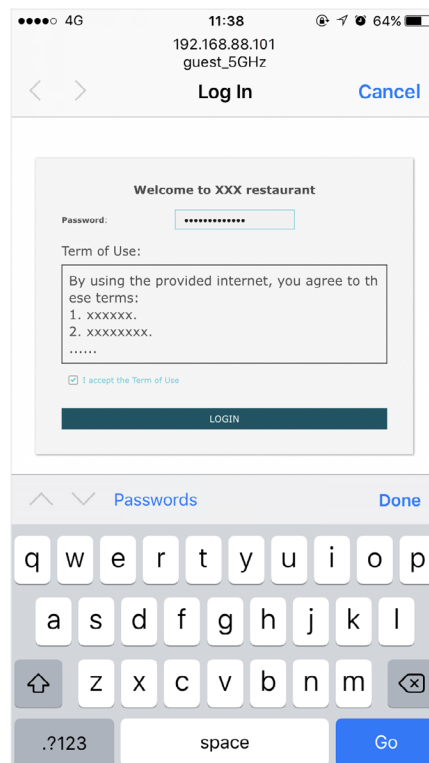 4G 11:38 64%
192.168.88.101
guest_5GHz
Log In Cancel
Welcome to XXX restaurant
Password: •••••••••••••
Term of Use:
By using the provided internet, you agree to th
ese terms:
1. xxxxxx.
2. xxxxxxxx.
......
I accept the Term of Use
LOGIN
Passwords Done
q w e r t y u i o p
a s d f g h j k l
z x c v b n m
.?123 space Go